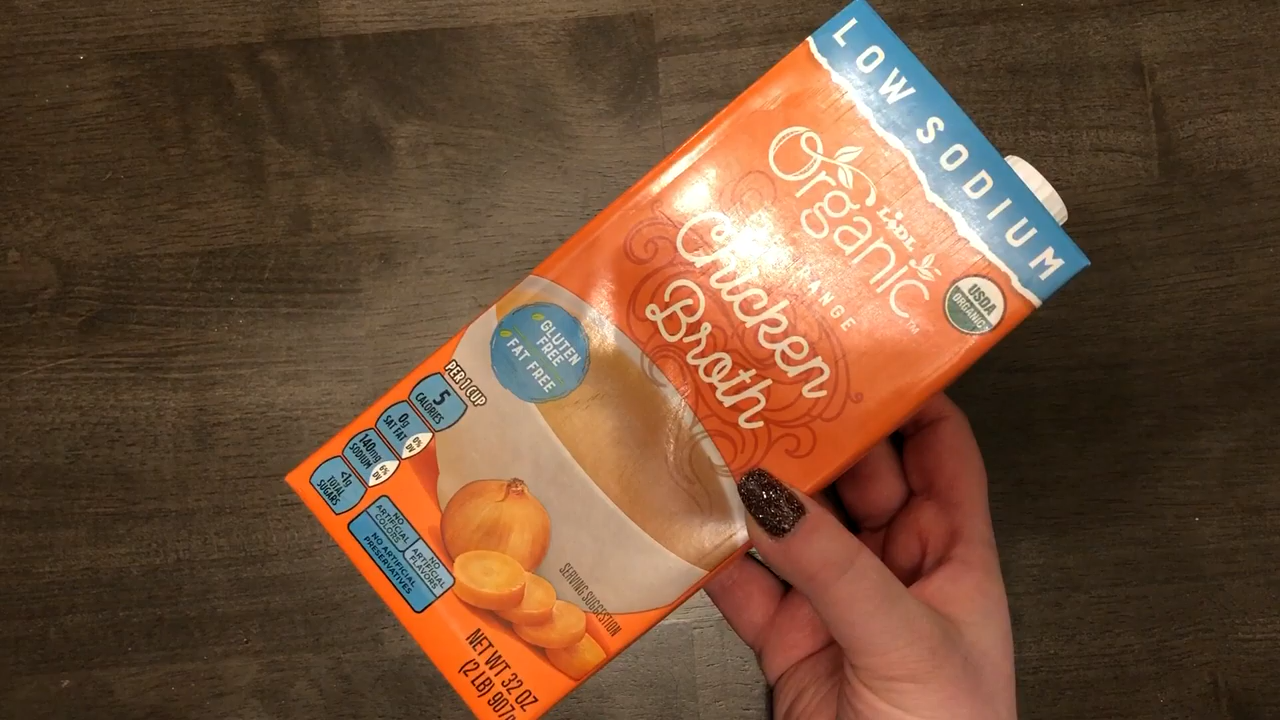 LOW SODIUM
Organic
LIDL
USDA
ORGANIC
Chicken
Broth
GLUTEN
FREE
FAT FREE
PER 1 CUP
5
CALORIES
0g
SAT FAT
0%
DV
140mg
SODIUM
6%
DV
<1g
TOTAL
SUGARS
NO
ARTIFICIAL
COLORS
NO
ARTIFICIAL
FLAVORS
NO ARTIFICIAL
PRESERVATIVES
SERVING SUGGESTION
NET WT 32 OZ
(2 LB) 907g